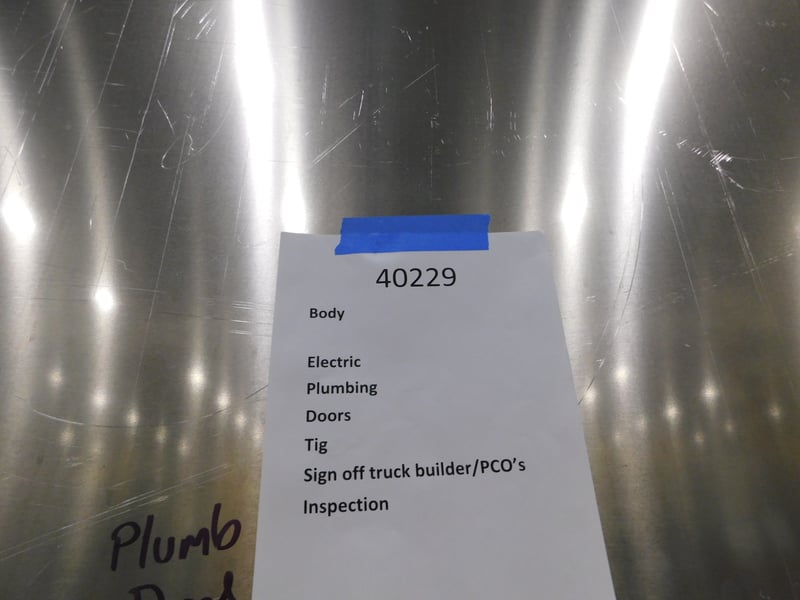 40229
Body
Electric
Plumbing
Doors
Tig
Sign off truck builder/PCO's
Inspection
Plumb